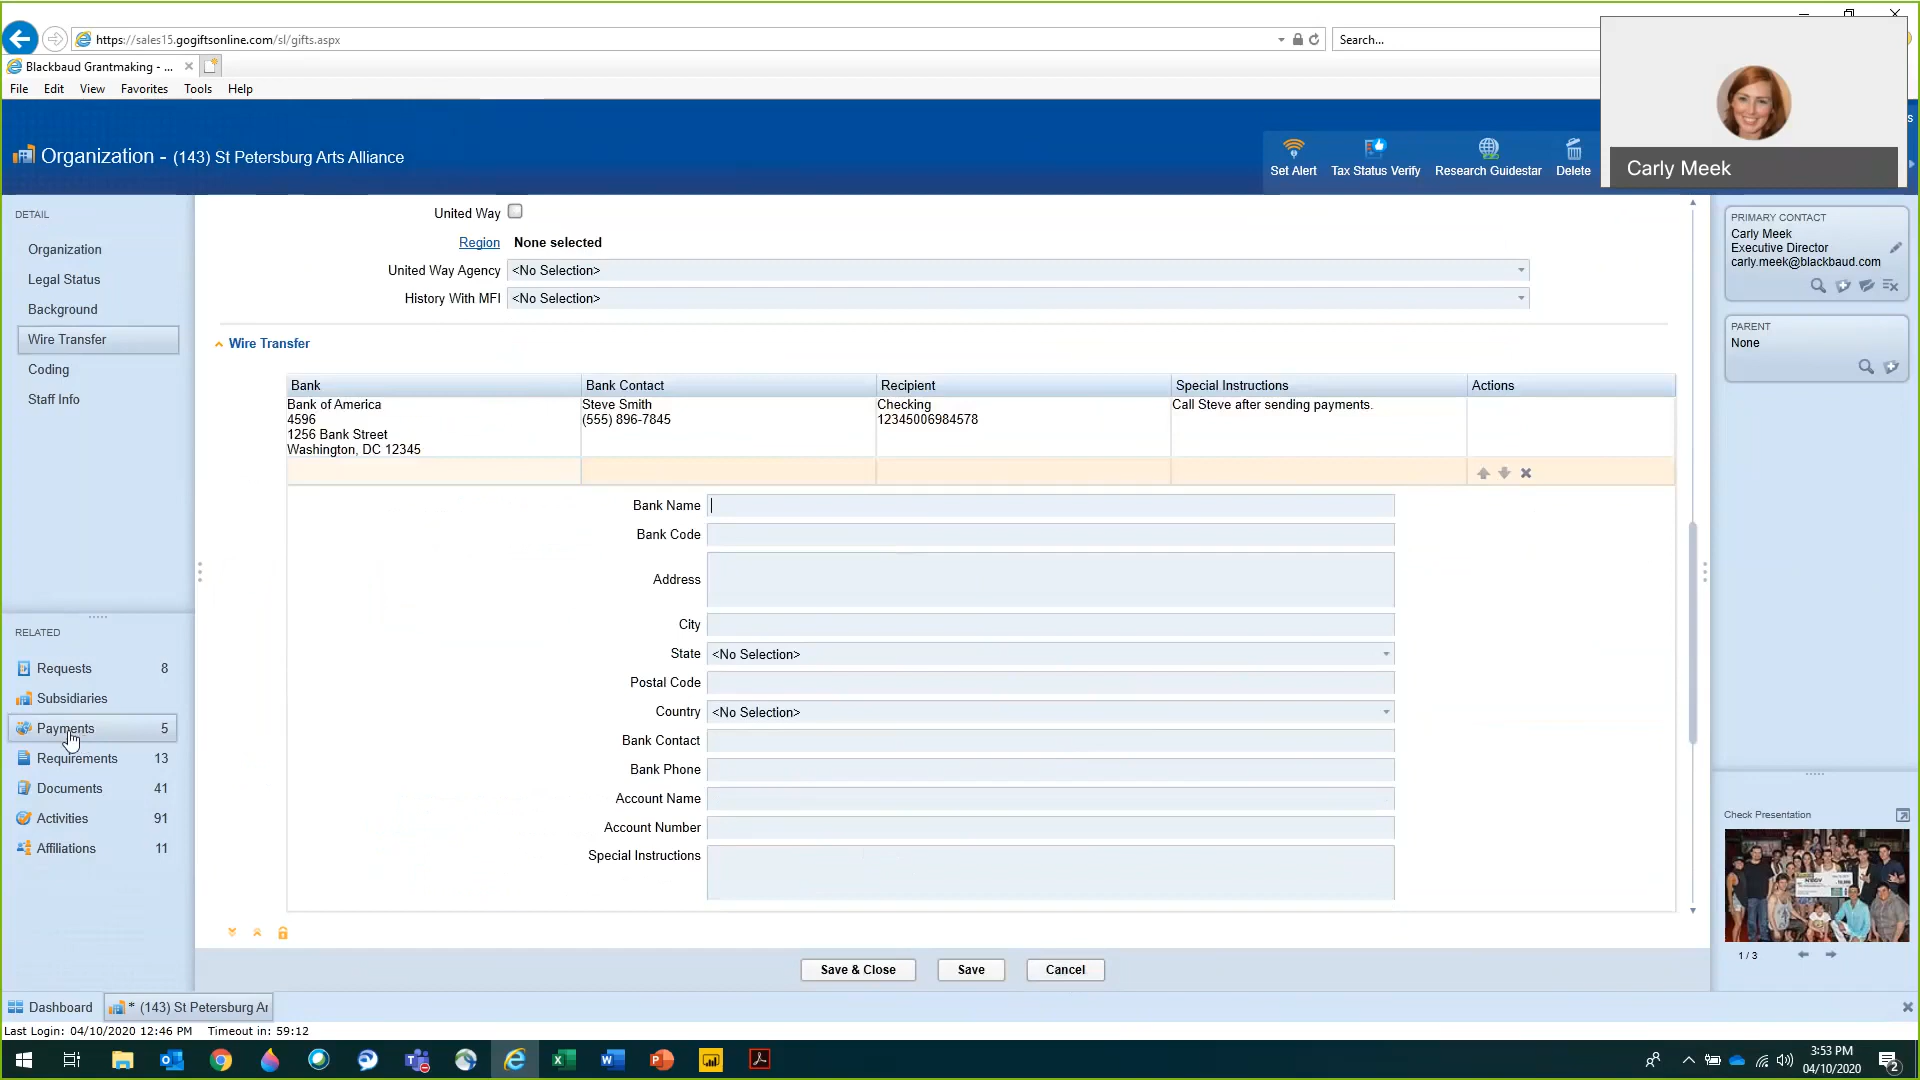 https://sales15.gogiftsonline.com/sl/gifts.aspx
Search...
Blackbaud Grantmaking - ...
File Edit View Favorites Tools Help
Organization - (143) St Petersburg Arts Alliance
Set Alert Tax Status Verify Research Guidestar Delete
Carly Meek
DETAIL
Organization
Legal Status
Background
Wire Transfer
Coding
Staff Info
RELATED
Requests 8
Subsidiaries
Payments 5
Requirements 13
Documents 41
Activities 91
Affiliations 11
United Way
Region None selected
United Way Agency <No Selection>
History With MFI <No Selection>
Wire Transfer
Bank Bank Contact Recipient Special Instructions Actions
Bank of America Steve Smith Checking Call Steve after sending payments.
4596 (555) 896-7845 12345006984578
1256 Bank Street
Washington, DC 12345
Bank Name
Bank Code
Address
City
State <No Selection>
Postal Code
Country <No Selection>
Bank Contact
Bank Phone
Account Name
Account Number
Special Instructions
Save & Close Save Cancel
PRIMARY CONTACT
Carly Meek
Executive Director
carly.meek@blackbaud.com
PARENT
None
Check Presentation
1 / 3
Dashboard * (143) St Petersburg Ar
Last Login: 04/10/2020 12:46 PM Timeout in: 59:12
3:53 PM
04/10/2020
2